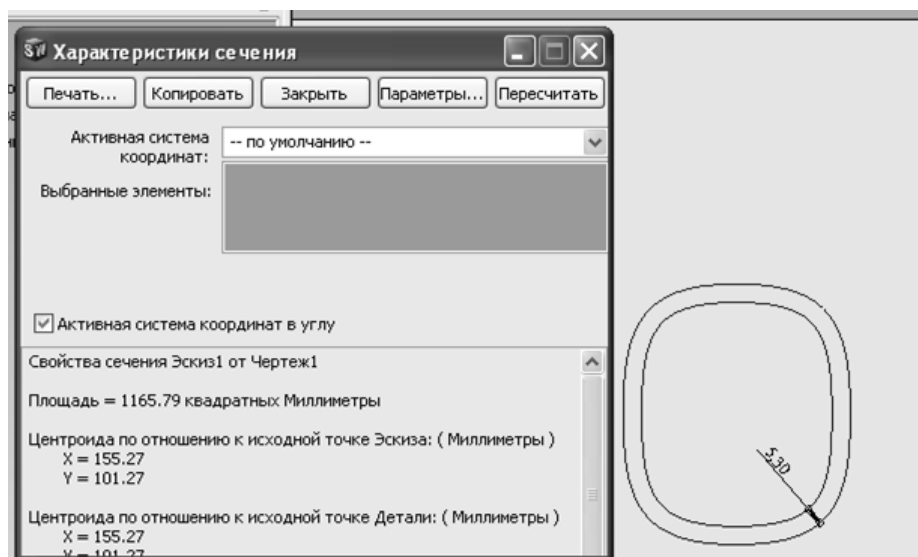 Характеристики сечения
Печать... Копировать Закрыть Параметры... Пересчитать
Активная система
координат:
-- по умолчанию --
Выбранные элементы:
Активная система координат в углу
Свойства сечения Эскиз1 от Чертеж1
Площадь = 1165.79 квадратных Миллиметры
Центроида по отношению к исходной точке Эскиза: ( Миллиметры )
X = 155.27
Y = 101.27
Центроида по отношению к исходной точке Детали: ( Миллиметры )
X = 155.27
Y = 101.27
5,30